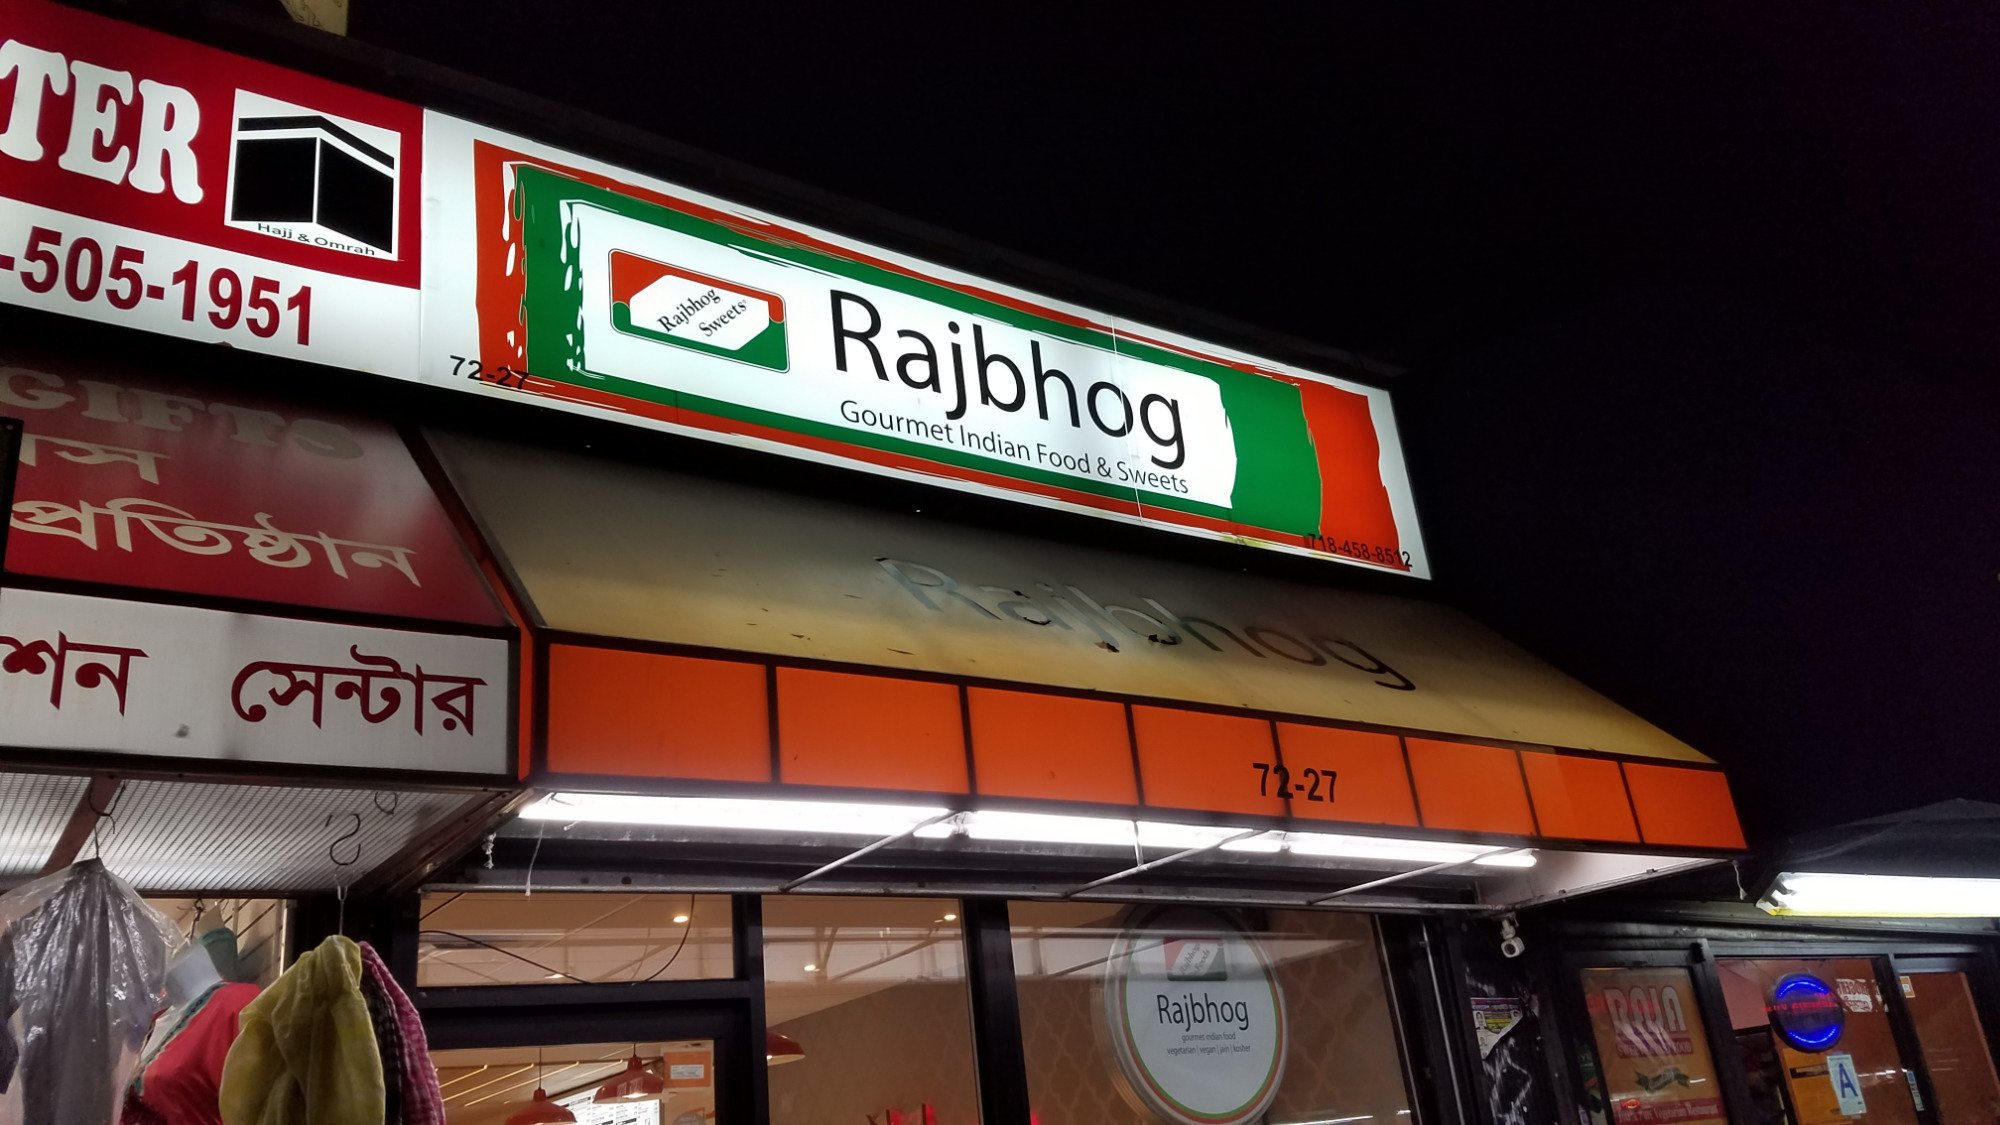 TER
Hajj & Omrah
-505-1951
GIFTS
প্রতিষ্ঠান
শন সেন্টার
Rajbhog
Sweets
Rajbhog
Gourmet Indian Food & Sweets
72-27
718-458-8512
Rajbhog
72-27
Rajbhog
gourmet indian food
vegetarian | vegan | jain | kosher
RAJA
A